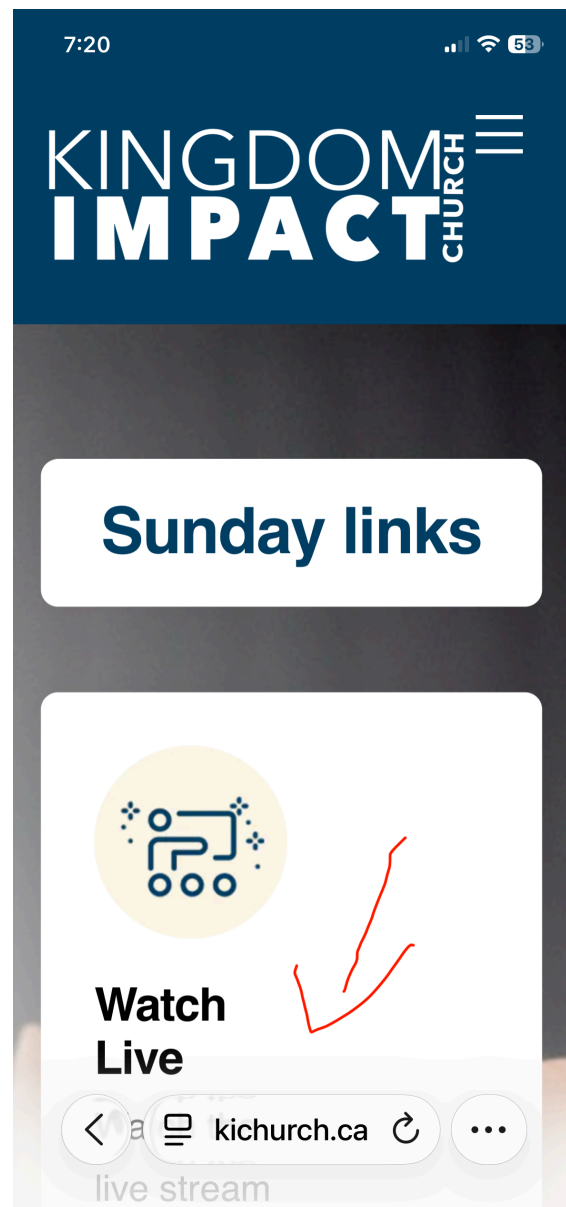 7:20
53
KINGDOM
IMPACT
CHURCH
Sunday links
Watch
Live
kichurch.ca
live stream